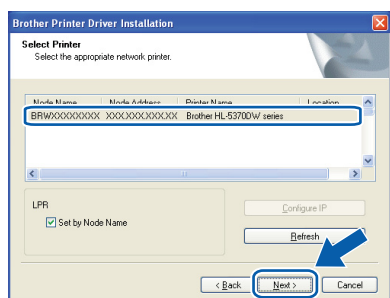 Brother Printer Driver Installation
Select Printer
Select the appropriate network printer.
Node Name Node Address Printer Name Location
BRWXXXXXXXX XXX.XXX.XXX.XX Brother HL-5370DW series
LPR
Set by Node Name
Configure IP
Refresh
< Back Next > Cancel